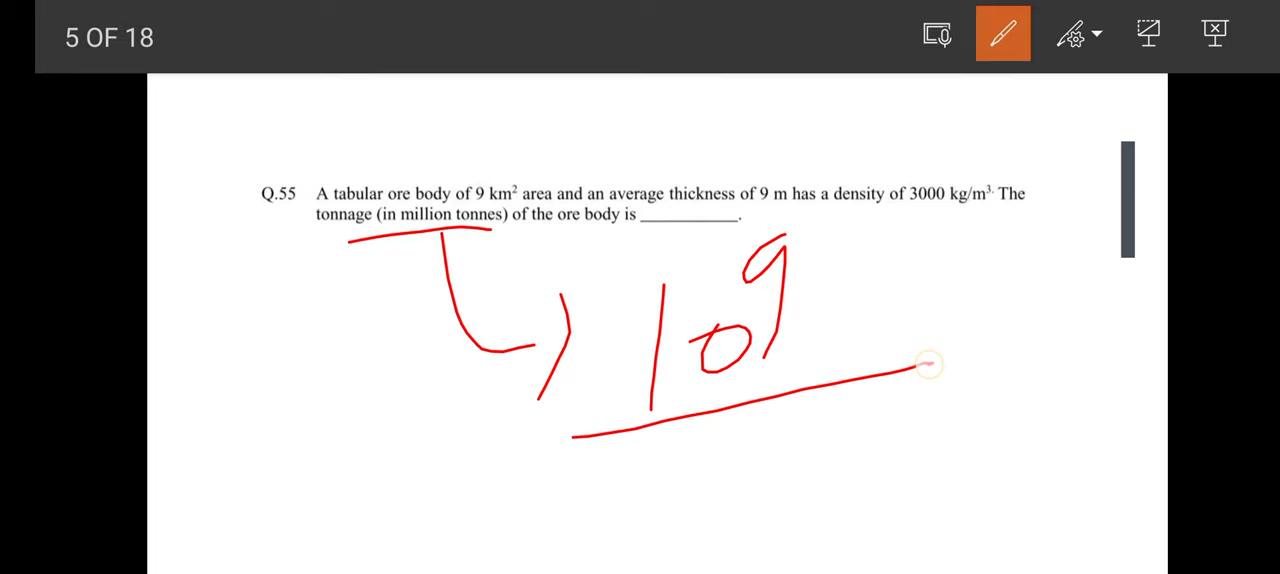 5 OF 18
Q.55 A tabular ore body of 9 km² area and an average thickness of 9 m has a density of 3000 kg/m³. The
tonnage (in million tonnes) of the ore body is __________.
10⁹